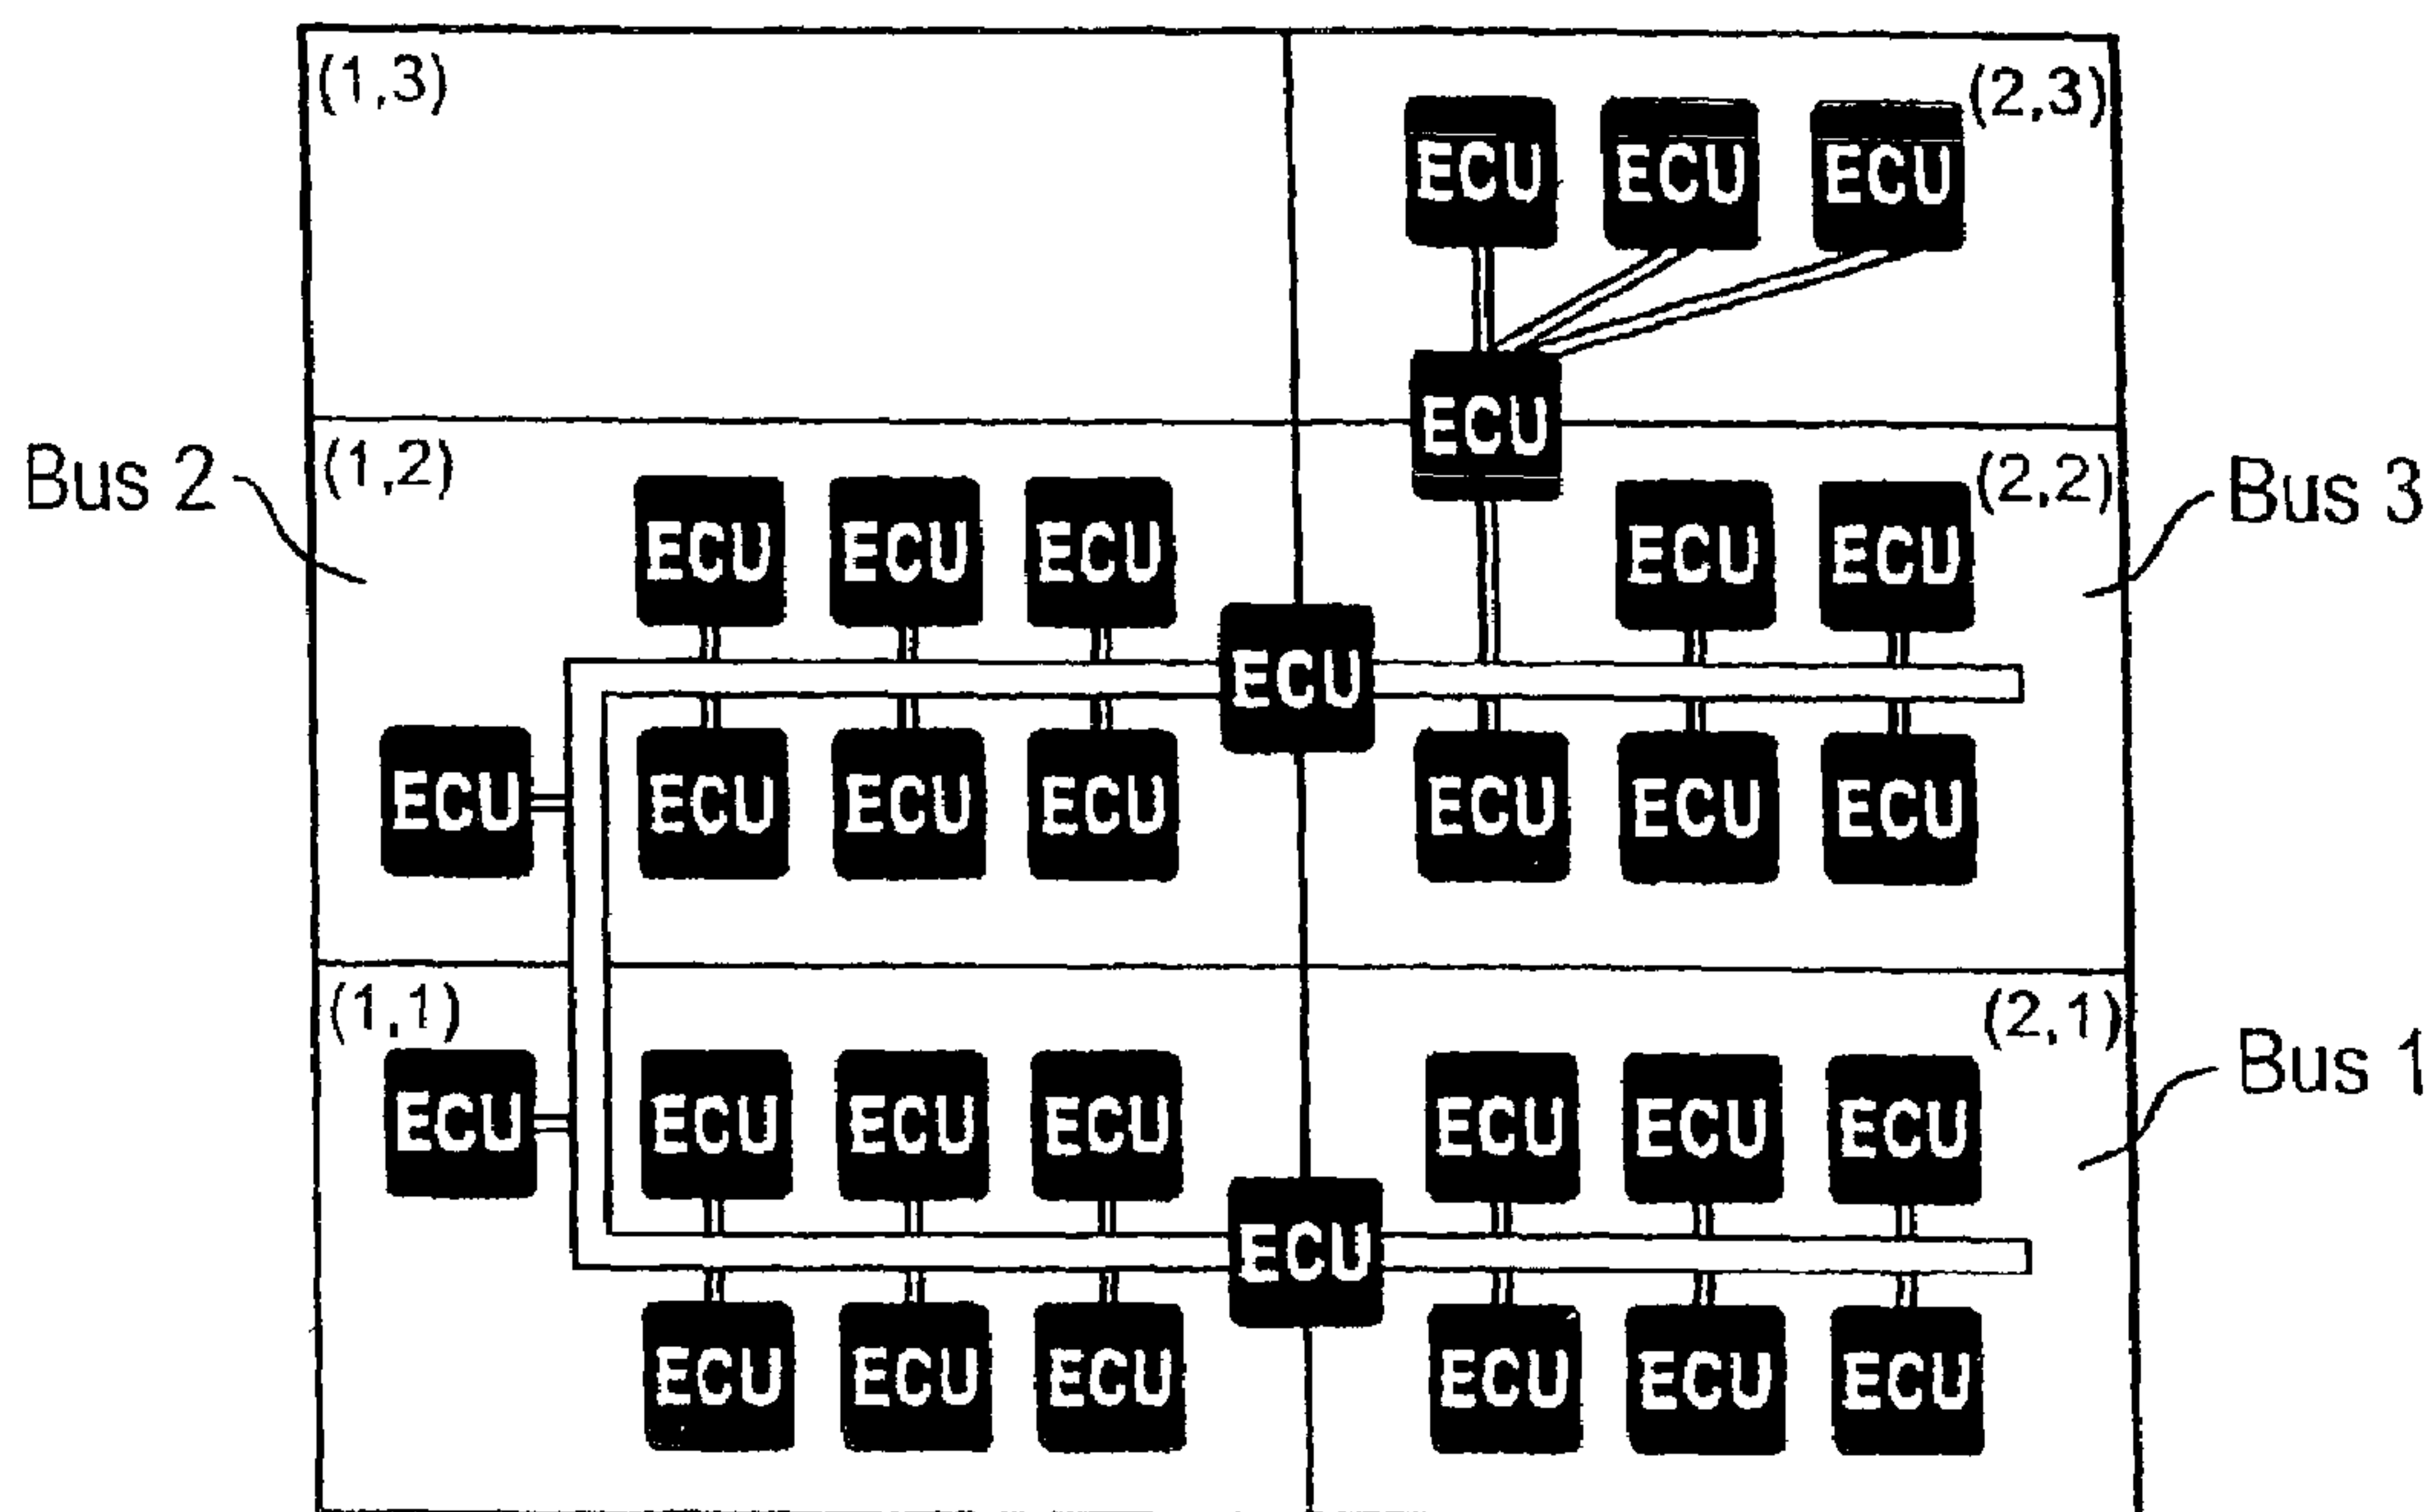 (1,3)
(2,3)
ECU ECU ECU
ECU
Bus 2
(1,2)
(2,2)
Bus 3
ECU ECU ECU ECU ECU
ECU
ECU ECU ECU ECU ECU ECU ECU
(1,1)
(2,1)
Bus 1
ECU ECU ECU ECU ECU ECU ECU
ECU
ECU ECU ECU ECU ECU ECU